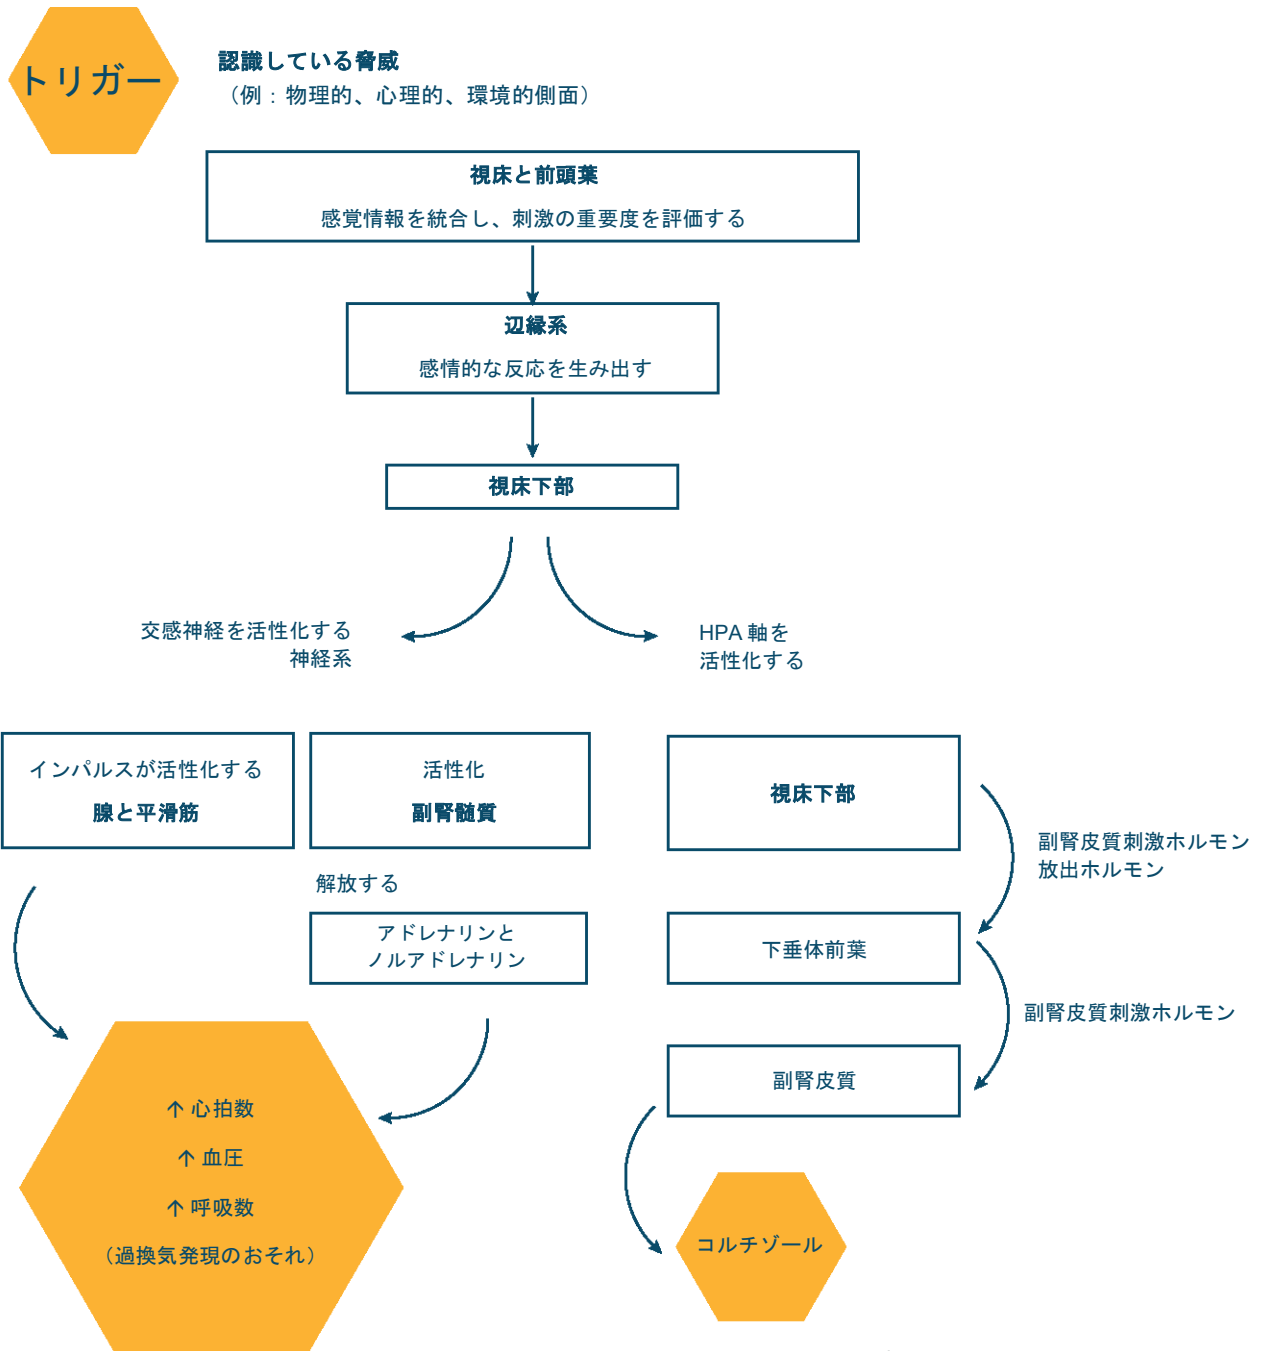 トリガー
認識している脅威
（例：物理的、心理的、環境的側面）
視床と前頭葉
感覚情報を統合し、刺激の重要度を評価する
辺縁系
感情的な反応を生み出す
視床下部
交感神経を活性化する
神経系
HPA 軸を
活性化する
インパルスが活性化する
腺と平滑筋
活性化
副腎髄質
解放する
アドレナリンと
ノルアドレナリン
視床下部
副腎皮質刺激ホルモン
放出ホルモン
下垂体前葉
副腎皮質刺激ホルモン
副腎皮質
↑ 心拍数
↑ 血圧
↑ 呼吸数
（過換気発現のおそれ）
コルチゾール